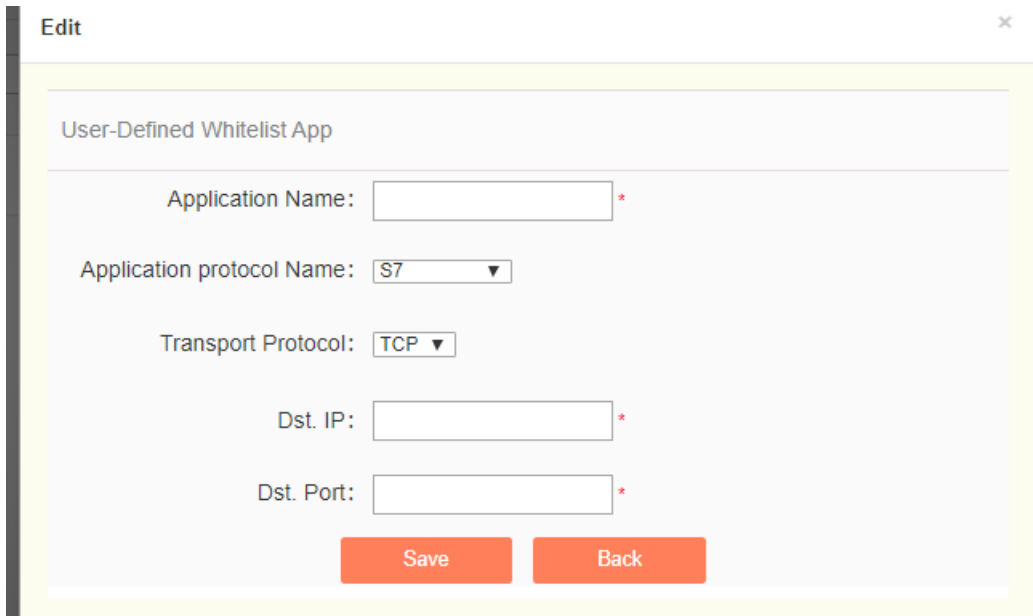 Edit ×
User-Defined Whitelist App
Application Name: *
Application protocol Name: S7 ▼
Transport Protocol: TCP ▼
Dst. IP: *
Dst. Port: *
Save Back